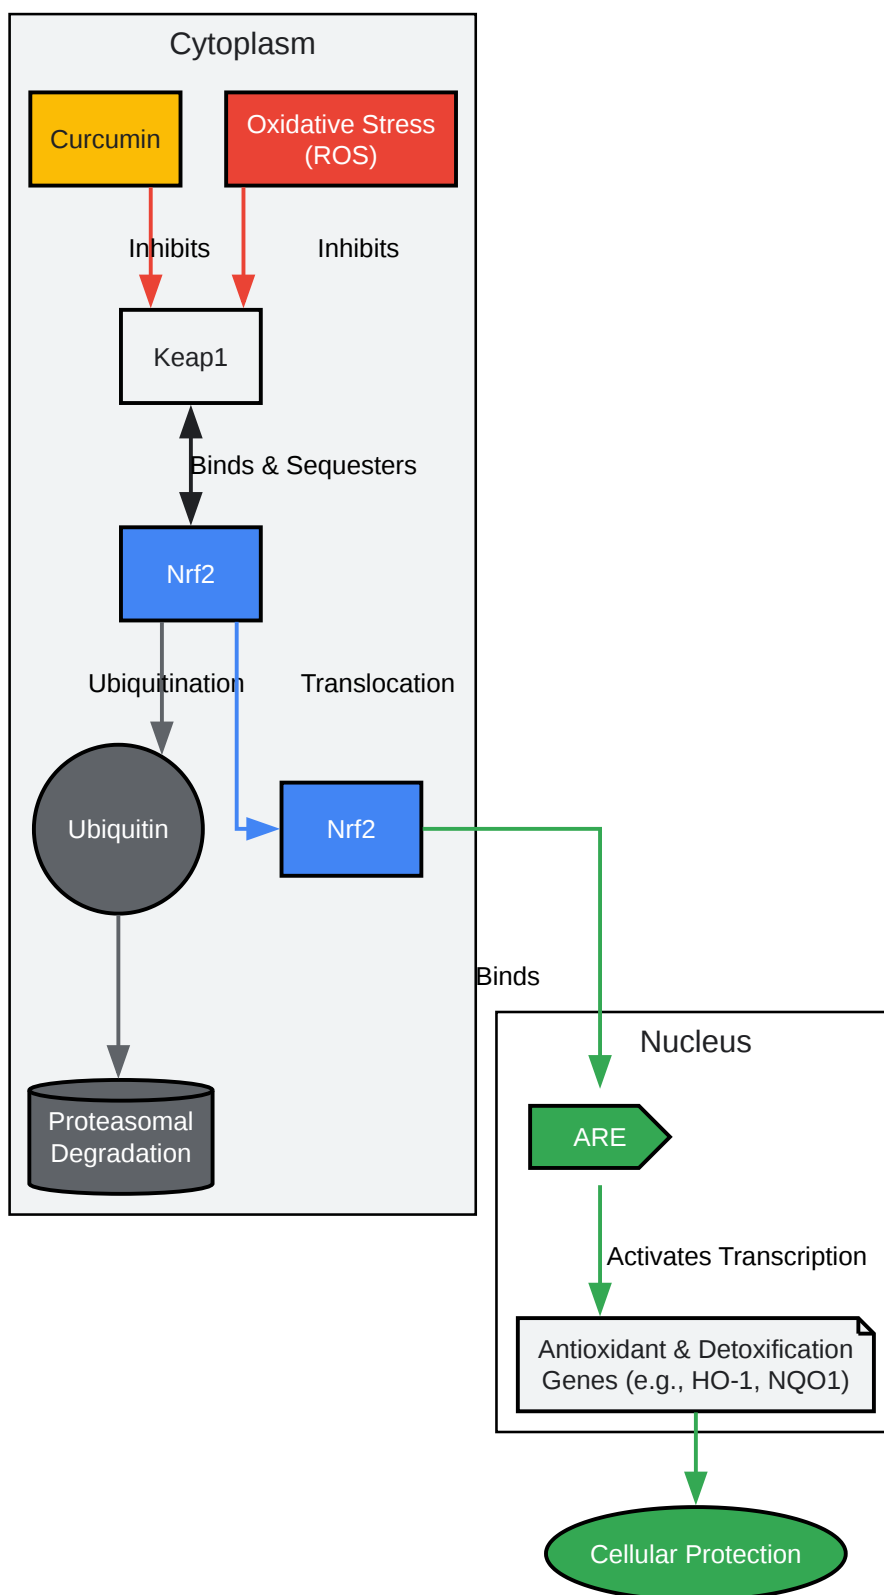 Cytoplasm
Curcumin
Oxidative Stress
(ROS)
Inhibits
Inhibits
Keap1
Binds & Sequesters
Nrf2
Ubiquitination
Translocation
Ubiquitin
Nrf2
Binds
Nucleus
Proteasomal
Degradation
ARE
Activates Transcription
Antioxidant & Detoxification
Genes (e.g., HO-1, NQO1)
Cellular Protection